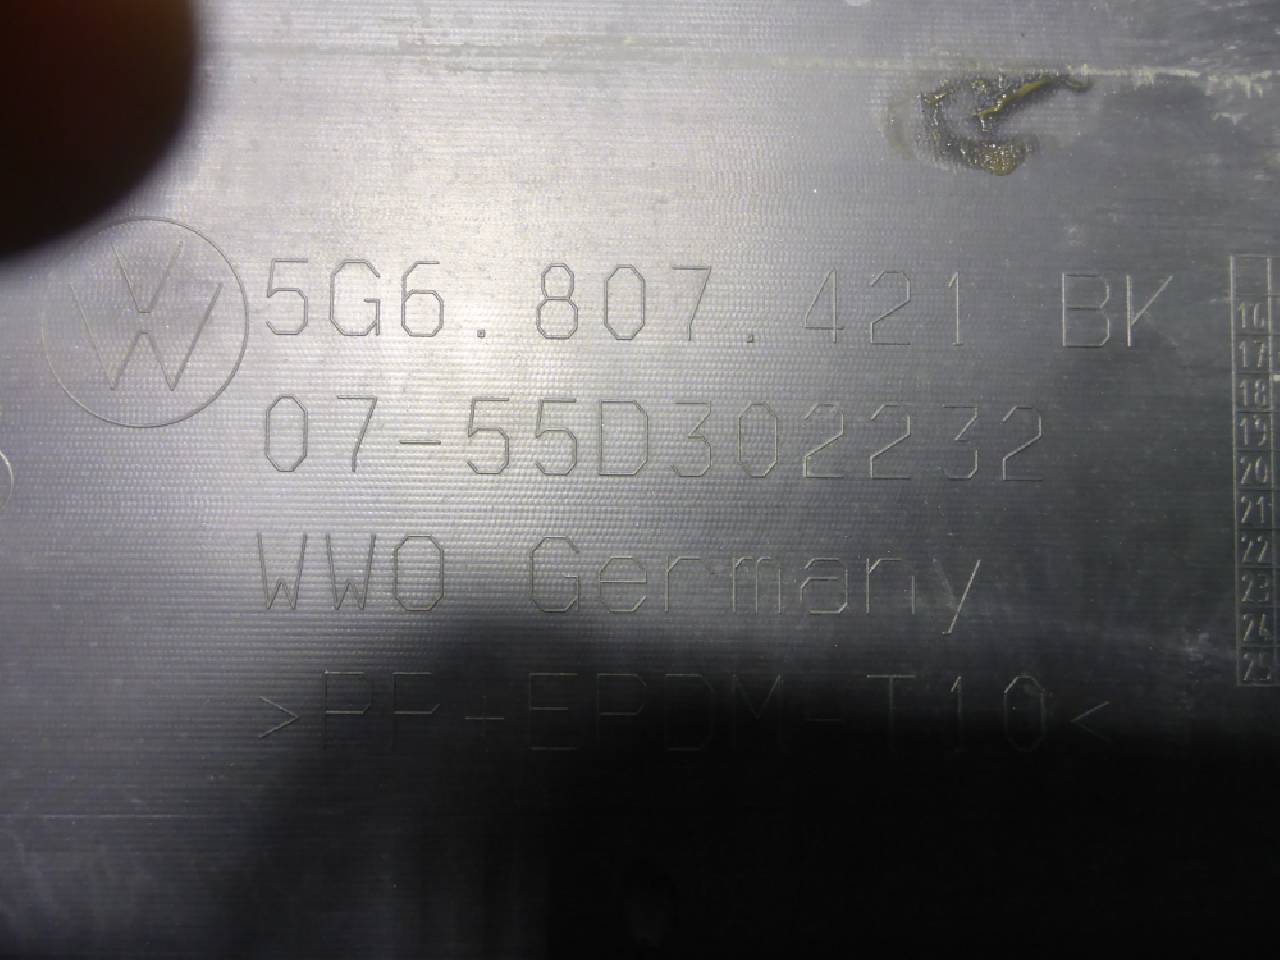 5G6.807.421 BK
07-55D302232
WWO Germany
>PP+EPDM-T10<
16
17
18
19
20
21
22
23
24
25